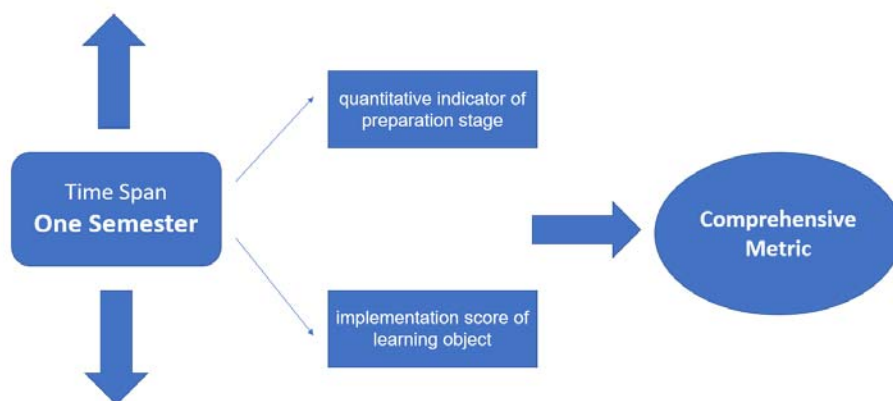 Time Span
One Semester
quantitative indicator of
preparation stage
implementation score of
learning object
Comprehensive
Metric